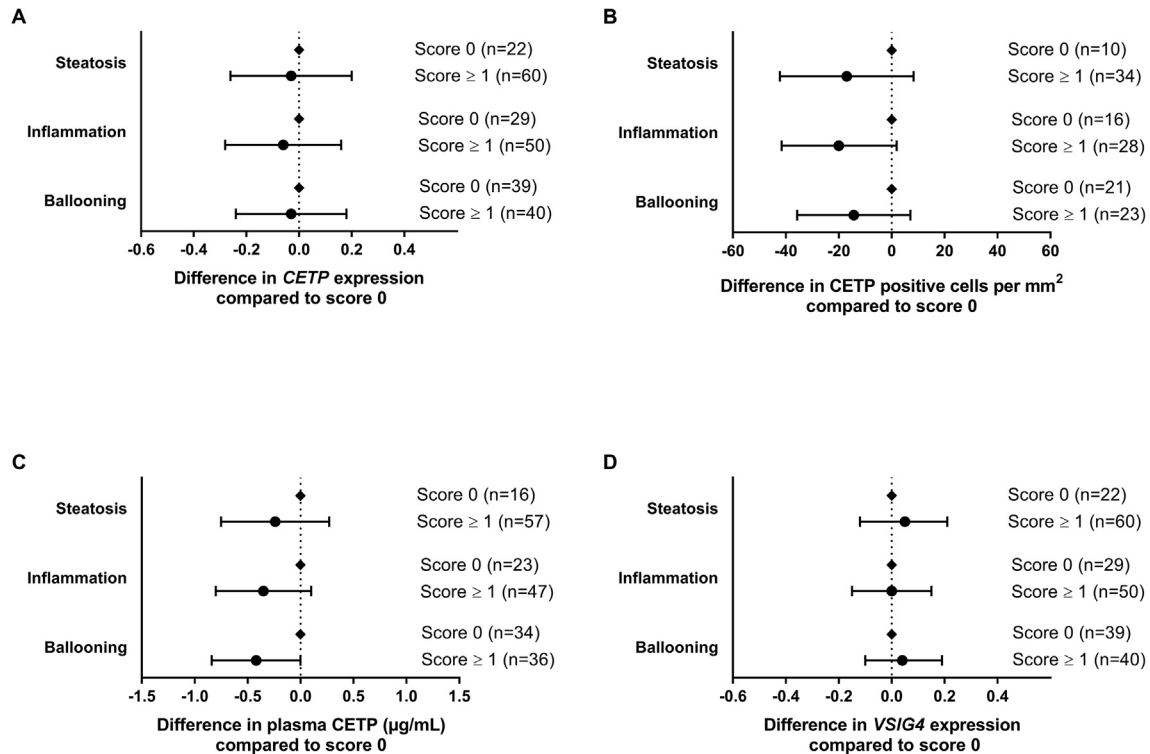 A
Steatosis
Score 0 (n=22)
Score ≥ 1 (n=60)
Inflammation
Score 0 (n=29)
Score ≥ 1 (n=50)
Ballooning
Score 0 (n=39)
Score ≥ 1 (n=40)
-0.6 -0.4 -0.2 0.0 0.2 0.4
Difference in CETP expression
compared to score 0
B
Steatosis
Score 0 (n=10)
Score ≥ 1 (n=34)
Inflammation
Score 0 (n=16)
Score ≥ 1 (n=28)
Ballooning
Score 0 (n=21)
Score ≥ 1 (n=23)
-60 -40 -20 0 20 40 60
Difference in CETP positive cells per mm²
compared to score 0
C
Steatosis
Score 0 (n=16)
Score ≥ 1 (n=57)
Inflammation
Score 0 (n=23)
Score ≥ 1 (n=47)
Ballooning
Score 0 (n=34)
Score ≥ 1 (n=36)
-1.5 -1.0 -0.5 0.0 0.5 1.0 1.5
Difference in plasma CETP (µg/mL)
compared to score 0
D
Steatosis
Score 0 (n=22)
Score ≥ 1 (n=60)
Inflammation
Score 0 (n=29)
Score ≥ 1 (n=50)
Ballooning
Score 0 (n=39)
Score ≥ 1 (n=40)
-0.6 -0.4 -0.2 0.0 0.2 0.4
Difference in VSIG4 expression
compared to score 0